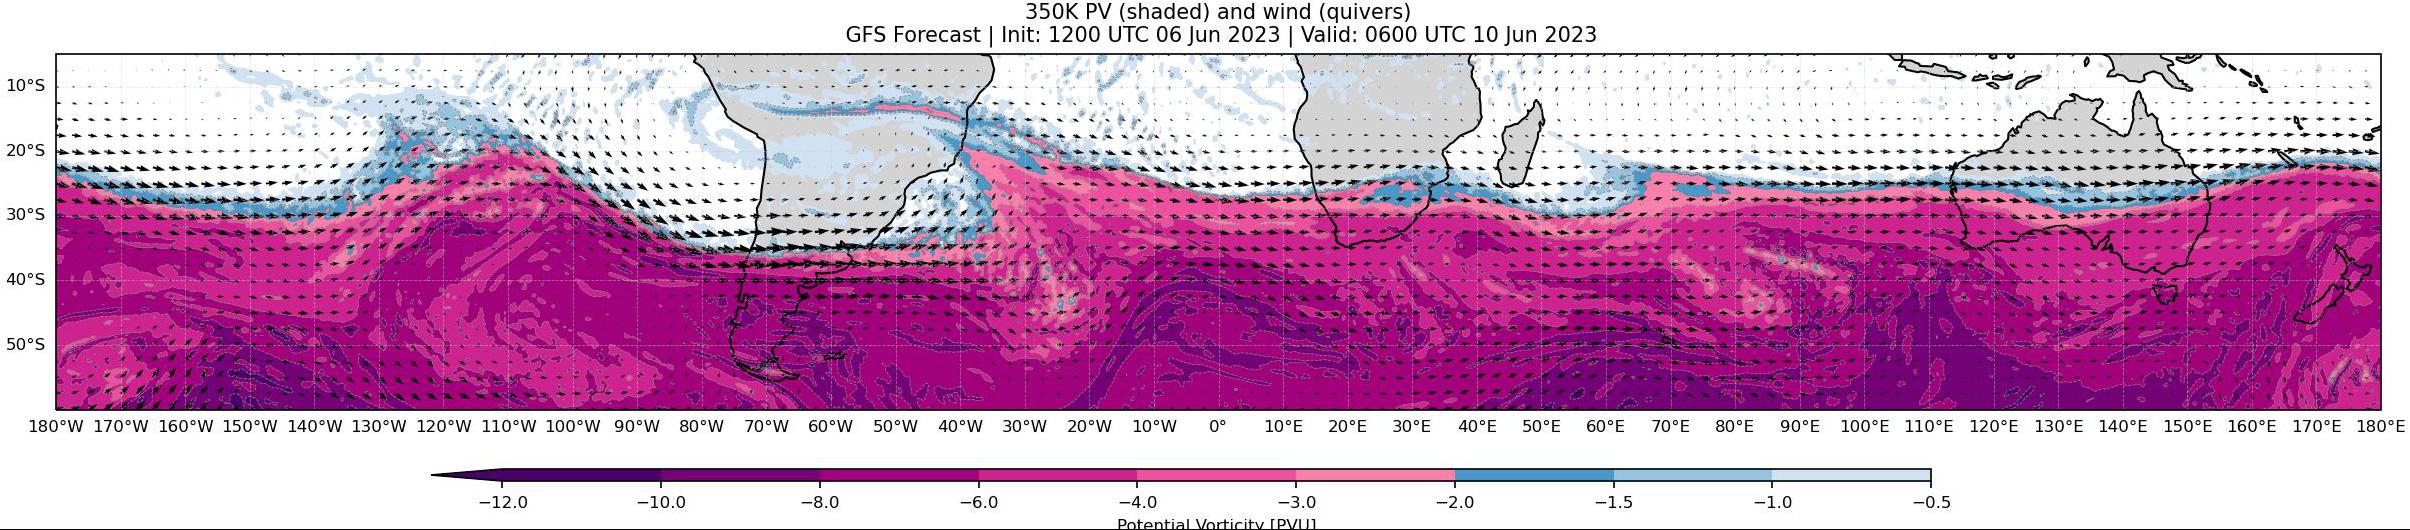 350K PV (shaded) and wind (quivers)
GFS Forecast | Init: 1200 UTC 06 Jun 2023 | Valid: 0600 UTC 10 Jun 2023
10°S
20°S
30°S
40°S
50°S
180°W 170°W 160°W 150°W 140°W 130°W 120°W 110°W 100°W 90°W 80°W 70°W 60°W 50°W 40°W 30°W 20°W 10°W 0° 10°E 20°E 30°E 40°E 50°E 60°E 70°E 80°E 90°E 100°E 110°E 120°E 130°E 140°E 150°E 160°E 170°E 180°E
−12.0 −10.0 −8.0 −6.0 −4.0 −3.0 −2.0 −1.5 −1.0 −0.5
Potential Vorticity [PVU]